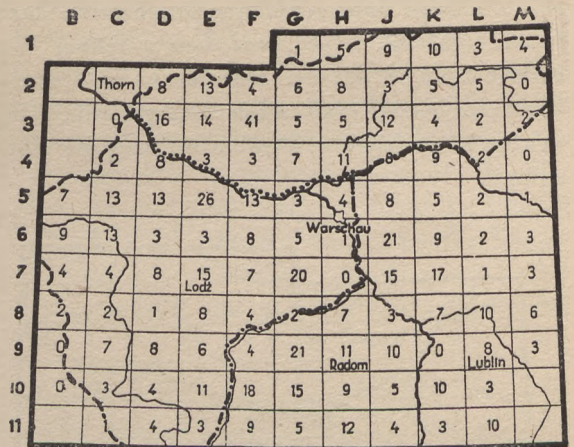 B C D E F G H J K L M
1 1 5 9 10 3 4
2 Thorn 8 13 4 6 8 3 5 5 0
3 0 16 14 41 5 5 12 4 2 2
4 2 8 3 3 7 11 8 9 2 0
5 7 13 13 26 13 3 4 8 5 2 1
Warschau
6 9 13 3 3 8 5 1 21 9 2 3
7 4 4 8 15 7 20 0 15 17 1 3
Lodż
8 2 2 1 8 4 2 7 3 7 10 6
9 0 7 8 6 4 21 11 10 0 8 3
Radom Lublin
10 0 3 4 11 18 15 9 5 10 3
11 4 3 9 5 12 4 3 10